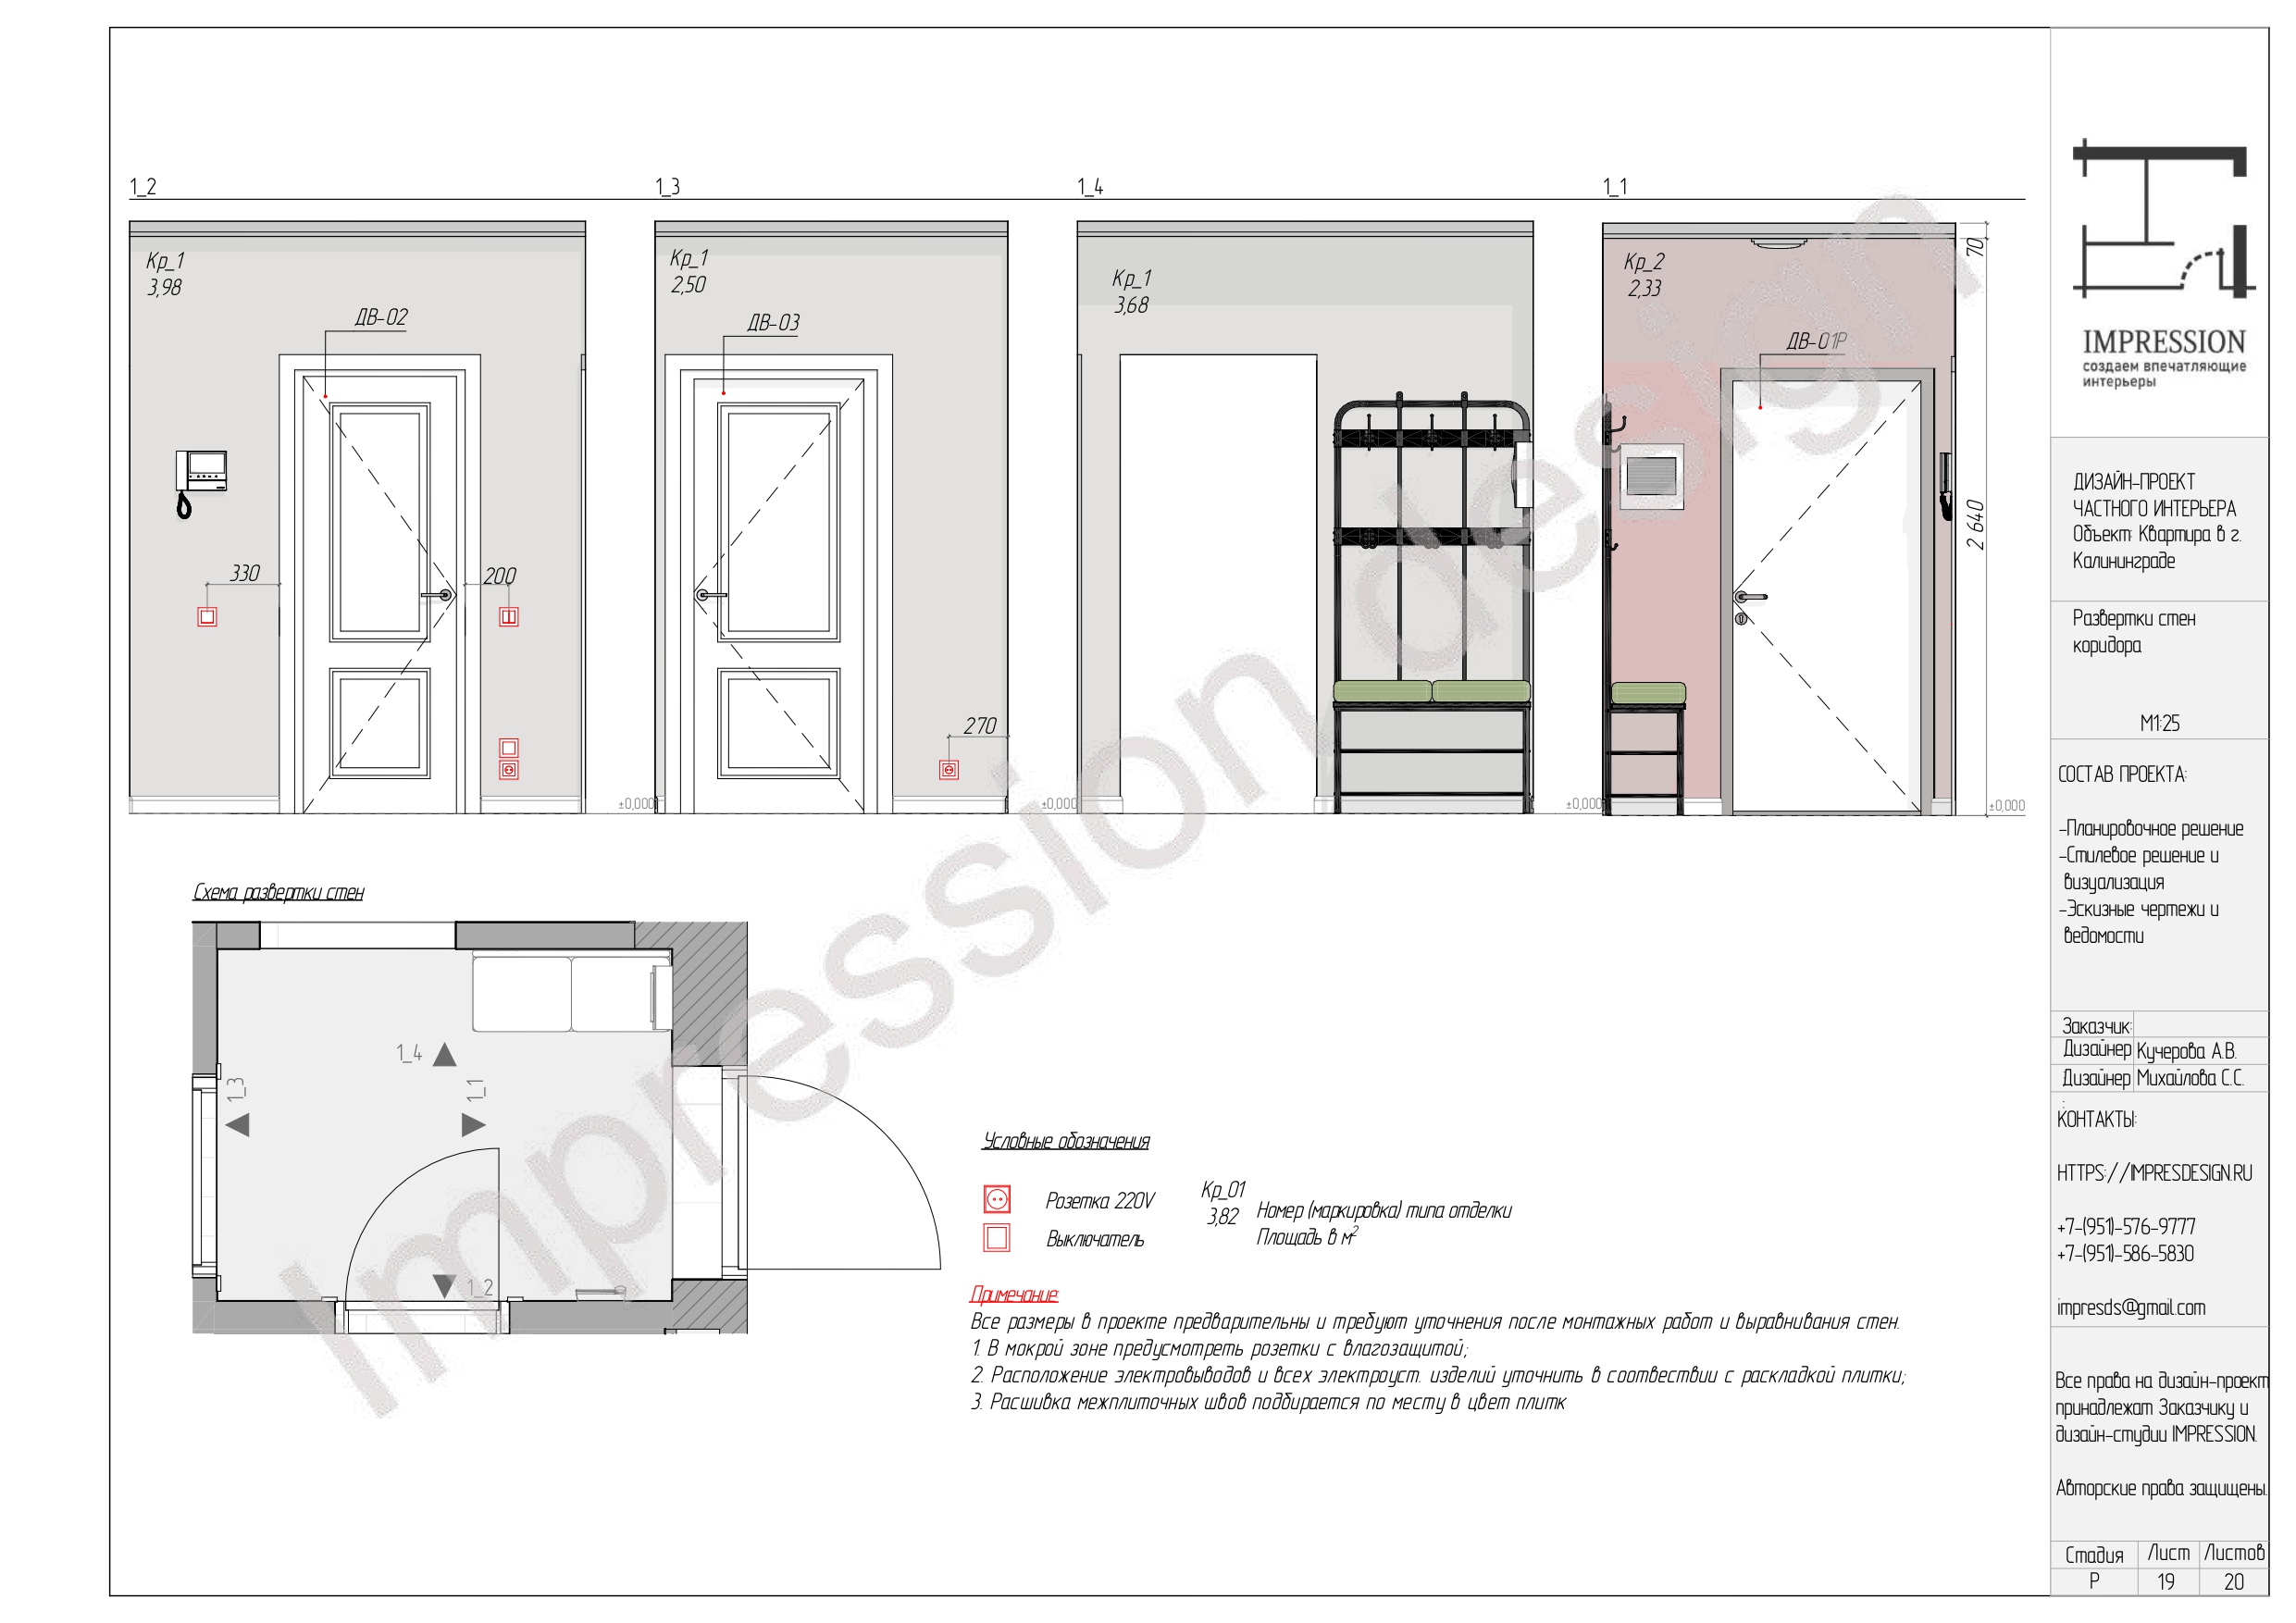 1_2
1_3
1_4
1_1
Кр_1
3,98
ДВ-02
330
200
±0,000
Кр_1
2,50
ДВ-03
270
±0,000
Кр_1
3,68
±0,000
Кр_2
2,33
ДВ-01Р
70
2 640
±0,000
Схема развертки стен
1_4
1_3
1_1
1_2
Условные обозначения
Розетка 220V
Выключатель
Кр_01
3,82
Номер (маркировка) типа отделки
Площадь в м²
Примечание:
Все размеры в проекте предварительны и требуют уточнения после монтажных работ и выравнивания стен.
1. В мокрой зоне предусмотреть розетки с влагозащитой;
2. Расположение электровыводов и всех электроуст. изделий уточнить в соотвествии с раскладкой плитки;
3. Расшивка межплиточных швов подбирается по месту в цвет плитк
Impression design
IMPRESSION
создаем впечатляющие
интерьеры
ДИЗАЙН-ПРОЕКТ
ЧАСТНОГО ИНТЕРЬЕРА
Объект: Квартира в г.
Калининграде
Развертки стен
коридора
М1:25
СОСТАВ ПРОЕКТА:
-Планировочное решение
-Стилевое решение и
визуализация
-Эскизные чертежи и
ведомости
Заказчик:
Дизайнер Кучерова А.В.
Дизайнер Михайлова С.С.
:
КОНТАКТЫ:
HTTPS://IMPRESDESIGN.RU
+7-(951)-576-9777
+7-(951)-586-5830
impresds@gmail.com
Все права на дизайн-проект
принадлежат Заказчику и
дизайн-студии IMPRESSION.
Авторские права защищены.
Стадия Лист Листов
Р 19 20